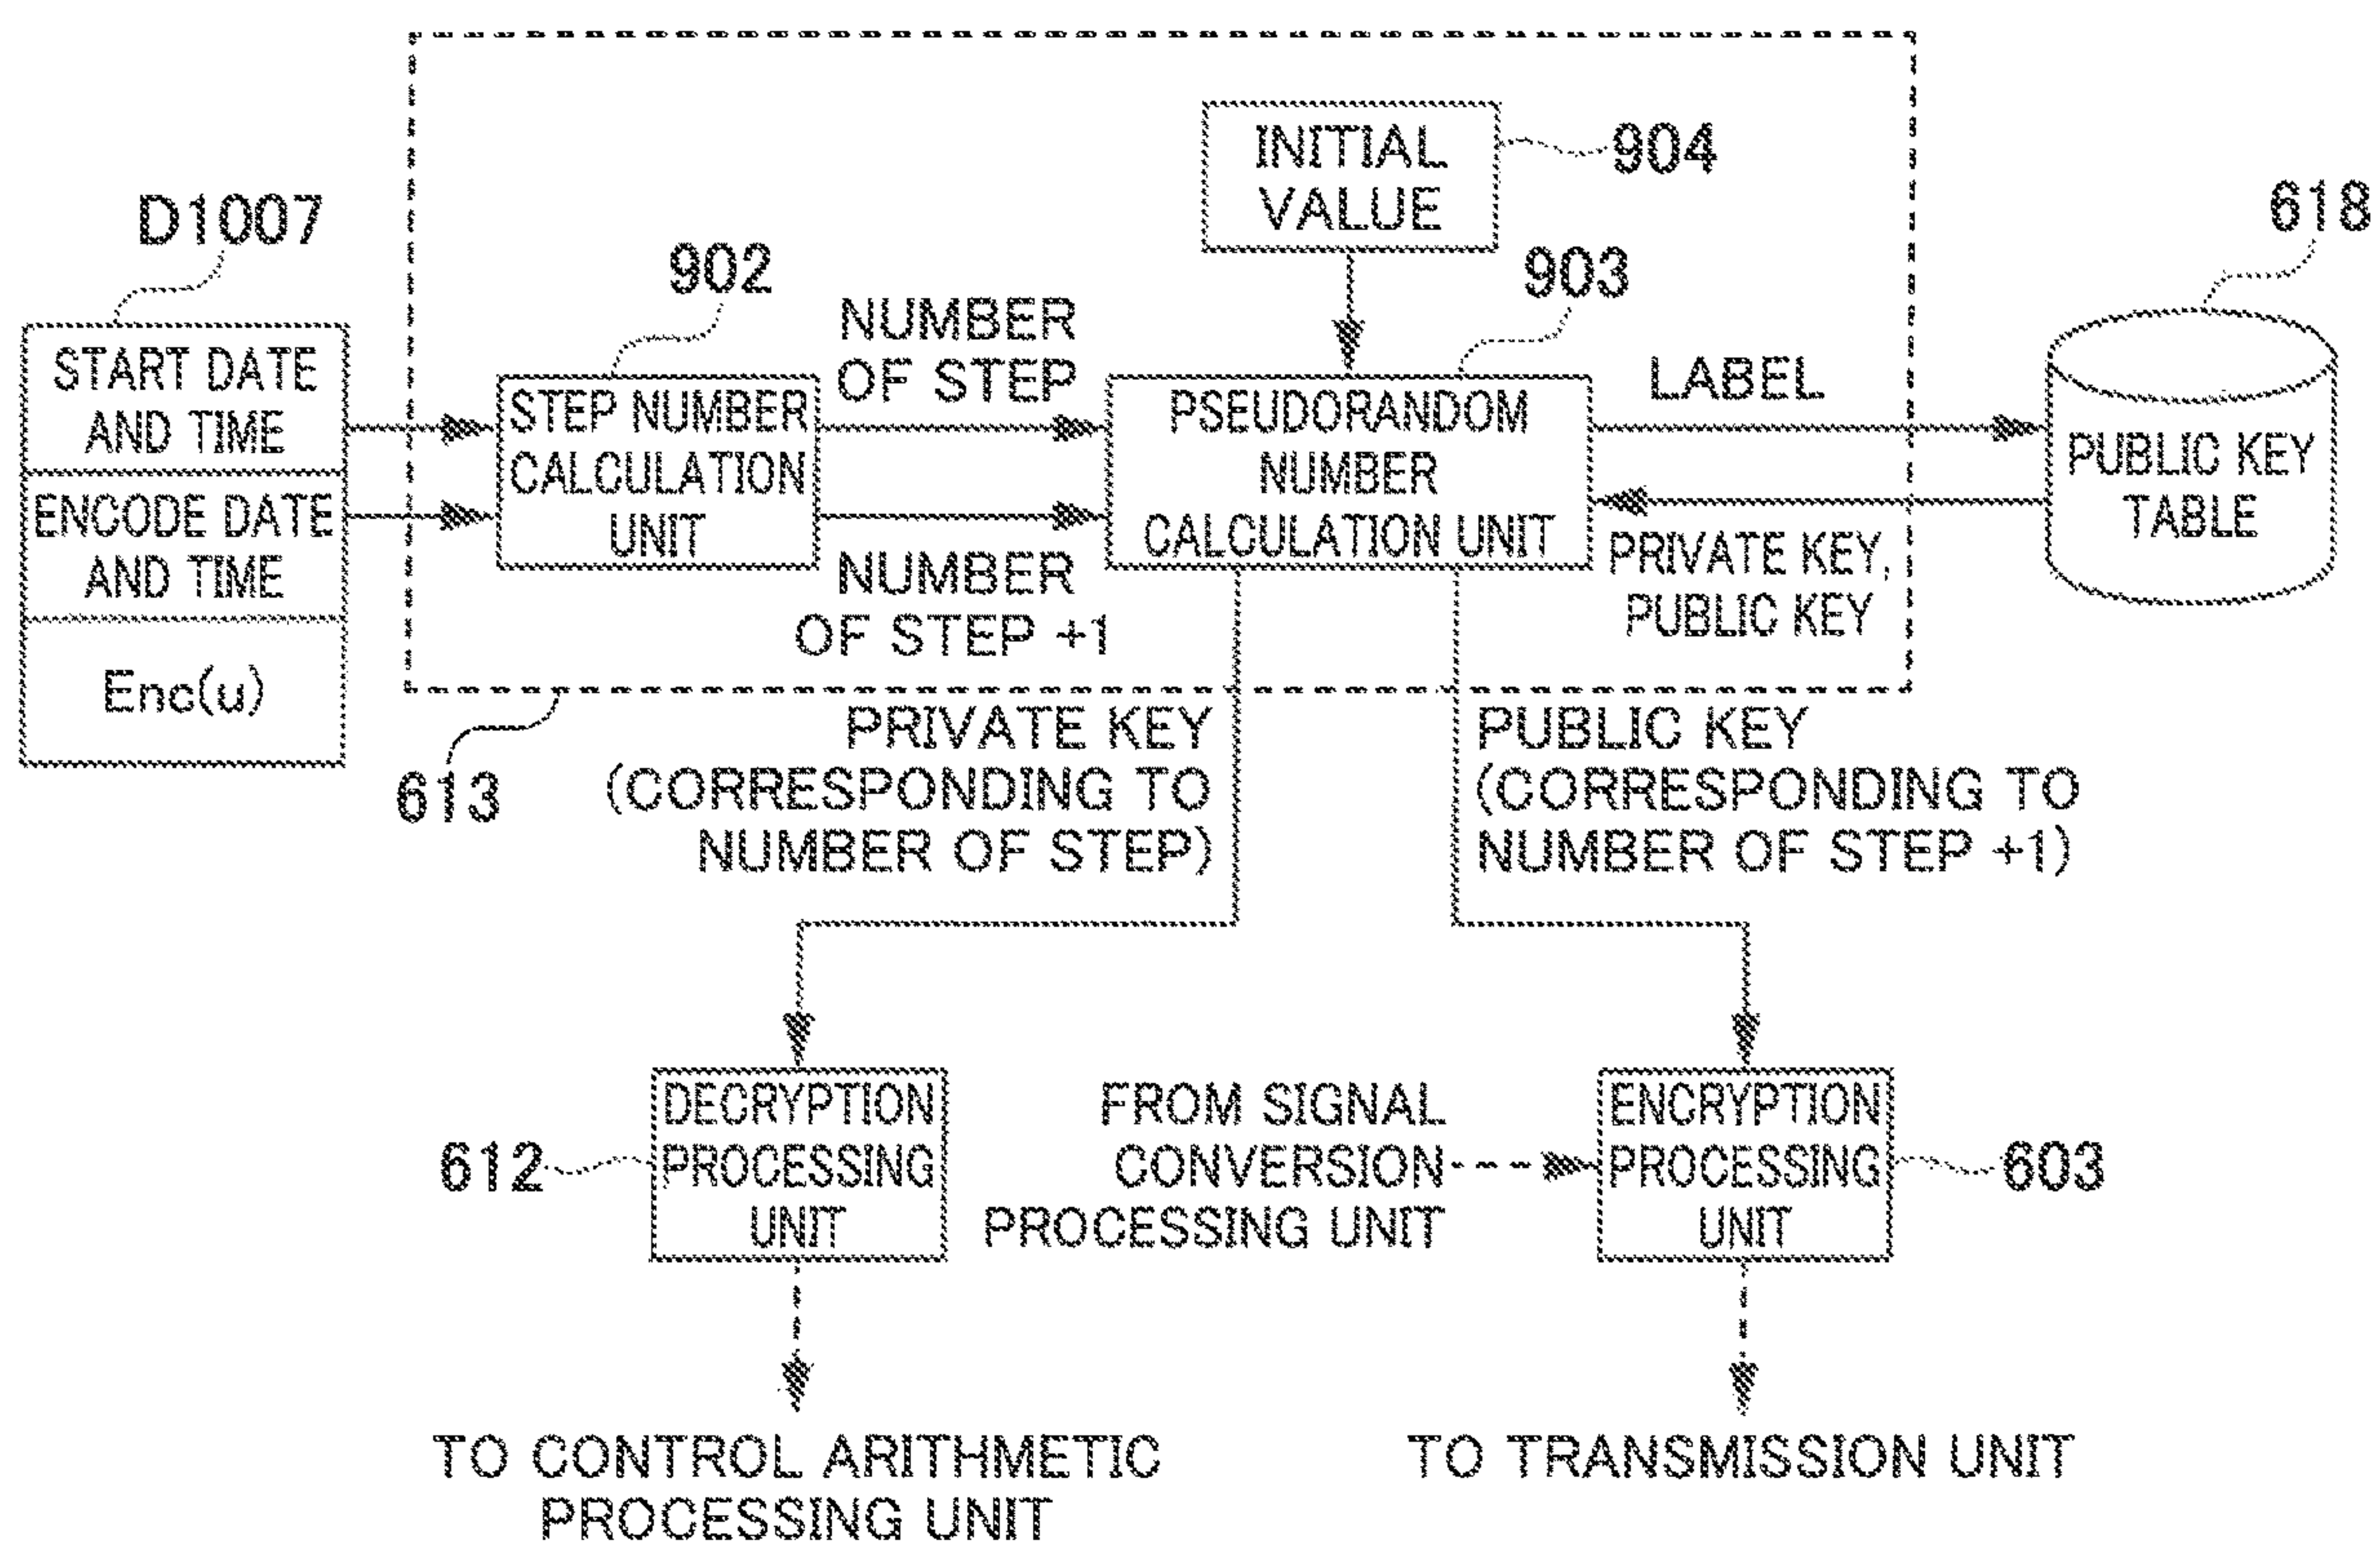 INITIAL
VALUE
904
D1007
618
902
903
NUMBER
OF STEP
START DATE
AND TIME
STEP NUMBER
CALCULATION
UNIT
PSEUDORANDOM
NUMBER
CALCULATION UNIT
LABEL
PUBLIC KEY
TABLE
ENCODE DATE
AND TIME
NUMBER
OF STEP +1
PRIVATE KEY,
PUBLIC KEY
Enc(u)
613
PRIVATE KEY
(CORRESPONDING TO
NUMBER OF STEP)
PUBLIC KEY
(CORRESPONDING TO
NUMBER OF STEP +1)
612
DECRYPTION
PROCESSING
UNIT
FROM SIGNAL
CONVERSION
PROCESSING UNIT
ENCRYPTION
PROCESSING
UNIT
603
TO CONTROL ARITHMETIC
PROCESSING UNIT
TO TRANSMISSION UNIT